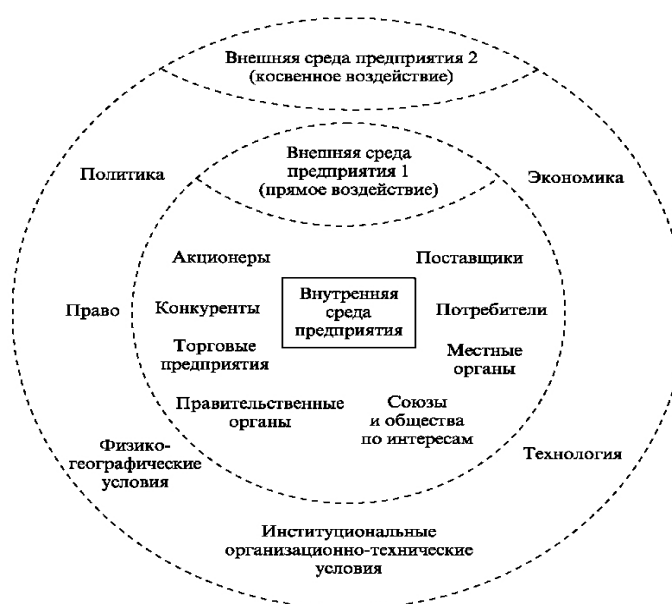 Внешняя среда предприятия 2
(косвенное воздействие)
Внешняя среда
предприятия 1
(прямое воздействие)
Политика
Экономика
Акционеры
Поставщики
Право
Конкуренты
Внутренняя
среда
предприятия
Потребители
Торговые
предприятия
Местные
органы
Правительственные
органы
Союзы
и общества
по интересам
Физико-
географические
условия
Технология
Институциональные
организационно-технические
условия